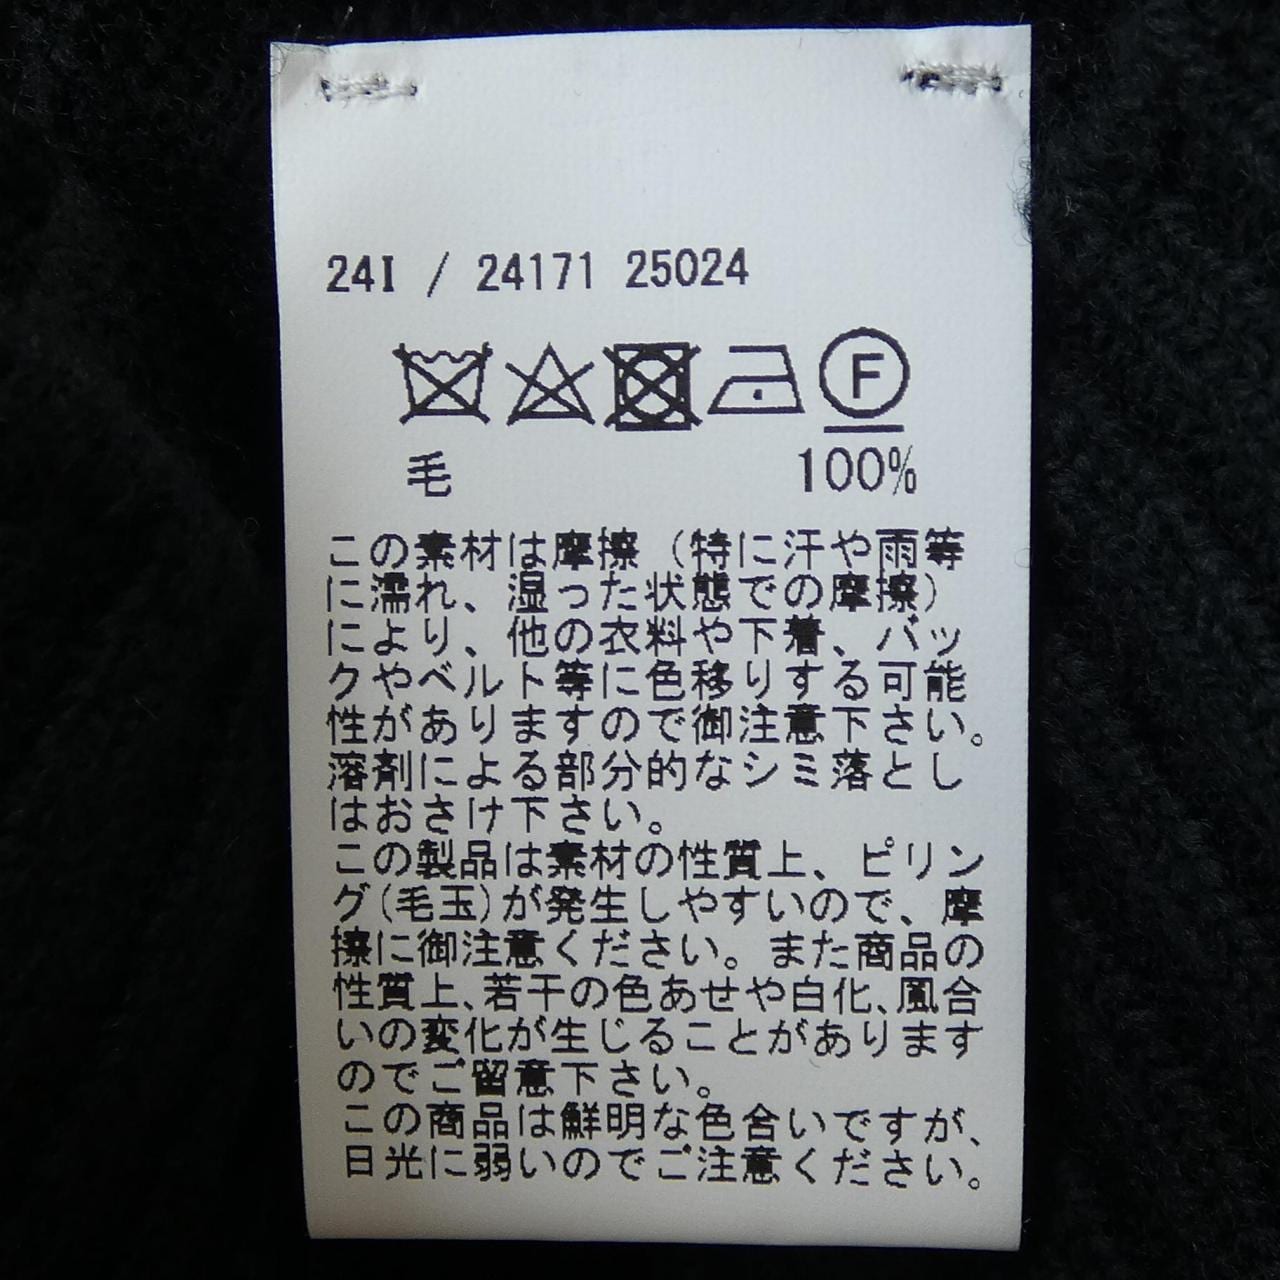 24I / 24171 25024
F
毛 100%
この素材は摩擦（特に汗や雨等
に濡れ、湿った状態での摩擦）
により、他の衣料や下着、バッ
クやベルト等に色移りする可能
性がありますので御注意下さい。
溶剤による部分的なシミ落とし
はおさけ下さい。
この製品は素材の性質上、ピリン
グ(毛玉)が発生しやすいので、摩
擦に御注意ください。また商品の
性質上、若干の色あせや白化、風合
いの変化が生じることがあります
のでご留意下さい。
この商品は鮮明な色合いですが、
日光に弱いのでご注意ください。